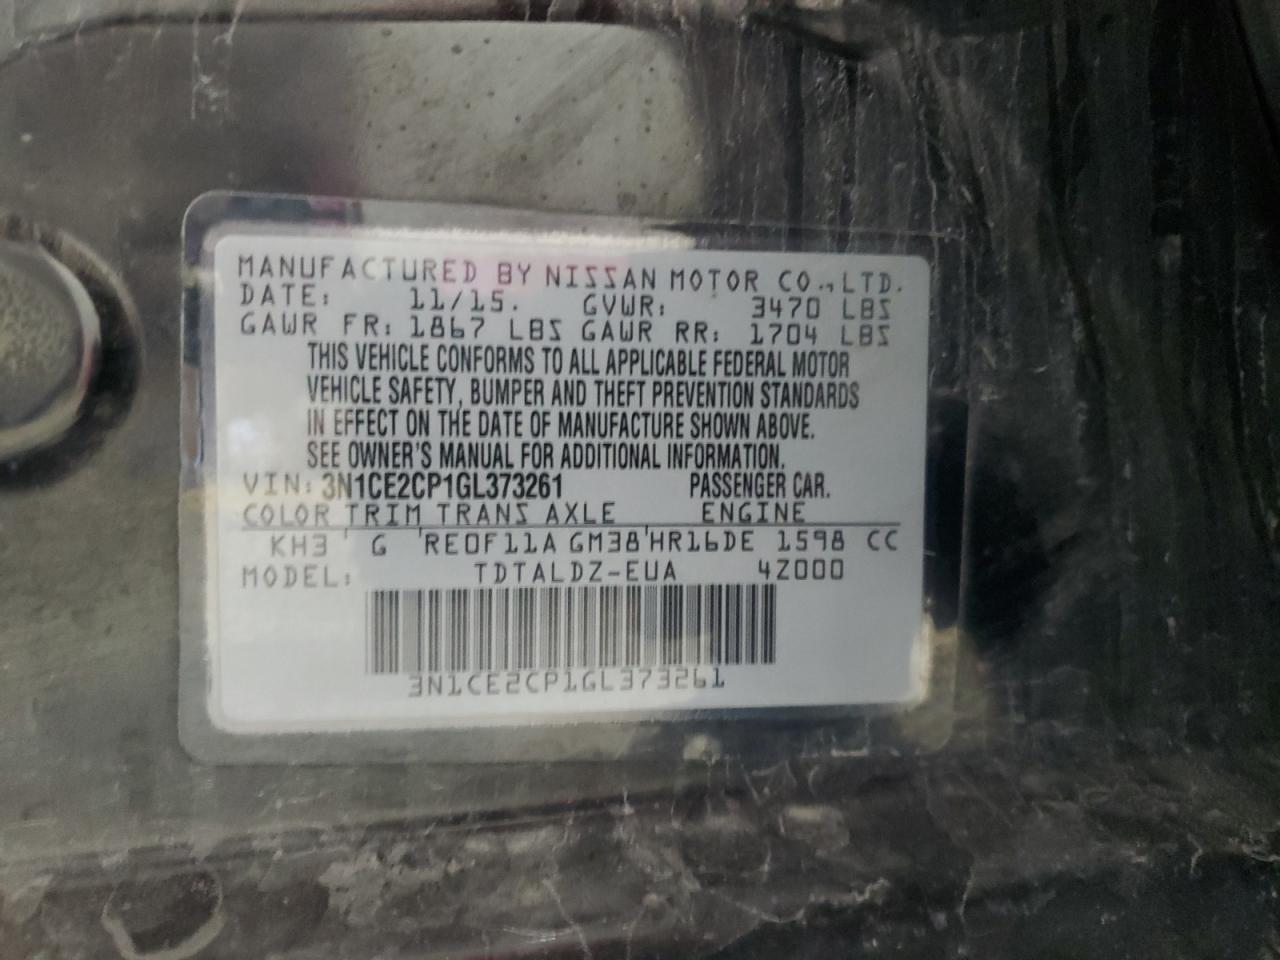 MANUFACTURED BY NISSAN MOTOR CO.,LTD.
DATE: 11/15. GVWR: 3470 LBS
GAWR FR: 1867 LBS GAWR RR: 1704 LBS
THIS VEHICLE CONFORMS TO ALL APPLICABLE FEDERAL MOTOR
VEHICLE SAFETY, BUMPER AND THEFT PREVENTION STANDARDS
IN EFFECT ON THE DATE OF MANUFACTURE SHOWN ABOVE.
SEE OWNER'S MANUAL FOR ADDITIONAL INFORMATION.
VIN: 3N1CE2CP1GL373261 PASSENGER CAR.
COLOR TRIM TRANS AXLE ENGINE
KH3 G RE0F11A GM38 HR16DE 1598 CC
MODEL: TDTALDZ-EUA 4Z000
3N1CE2CP1GL373261